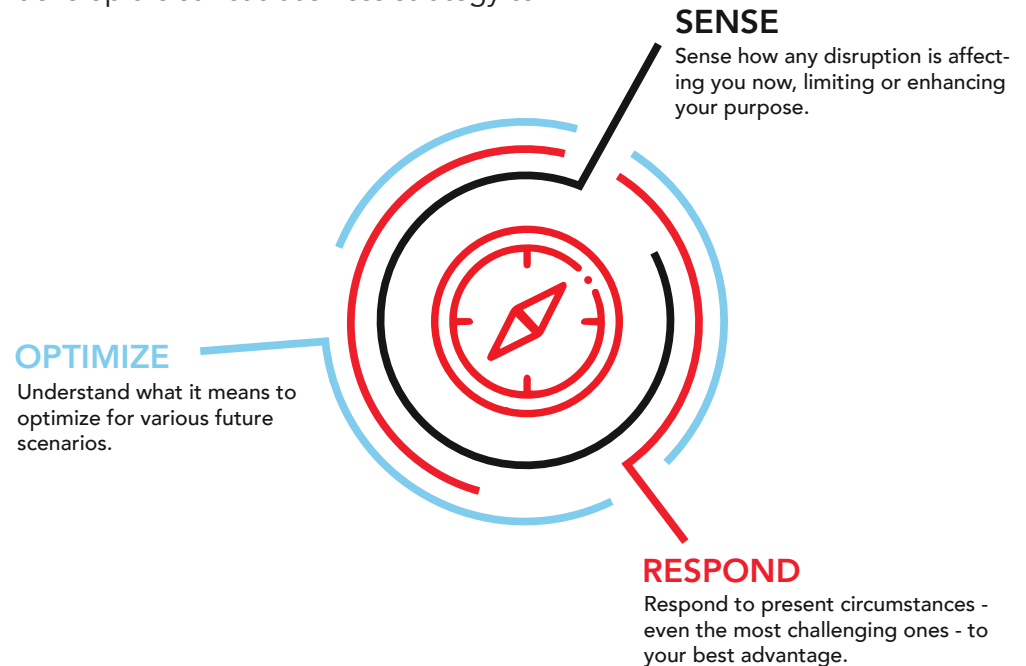 SENSE
Sense how any disruption is affect-
ing you now, limiting or enhancing
your purpose.
OPTIMIZE
Understand what it means to
optimize for various future
scenarios.
RESPOND
Respond to present circumstances -
even the most challenging ones - to
your best advantage.